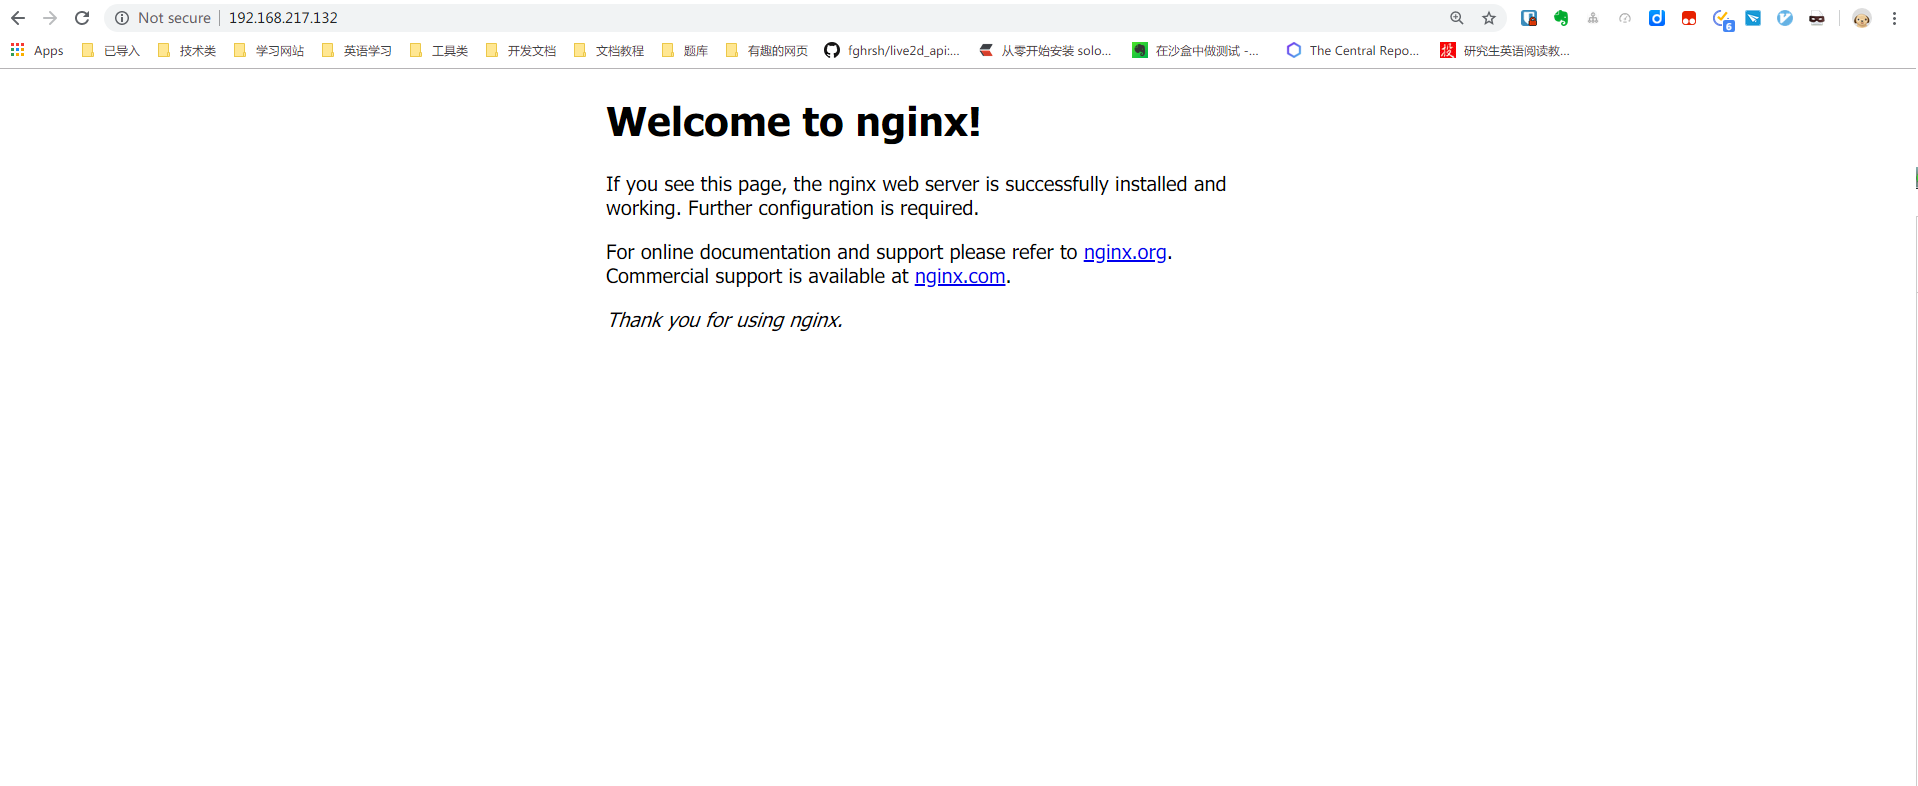 Not secure | 192.168.217.132
6
Apps 已导入 技术类 学习网站 英语学习 工具类 开发文档 文档教程 题库 有趣的网页 fghrsh/live2d_api:... 从零开始安装 solo... 在沙盒中做测试 -... The Central Repo... 研究生英语阅读教...
Welcome to nginx!
If you see this page, the nginx web server is successfully installed and
working. Further configuration is required.
For online documentation and support please refer to nginx.org.
Commercial support is available at nginx.com.
Thank you for using nginx.